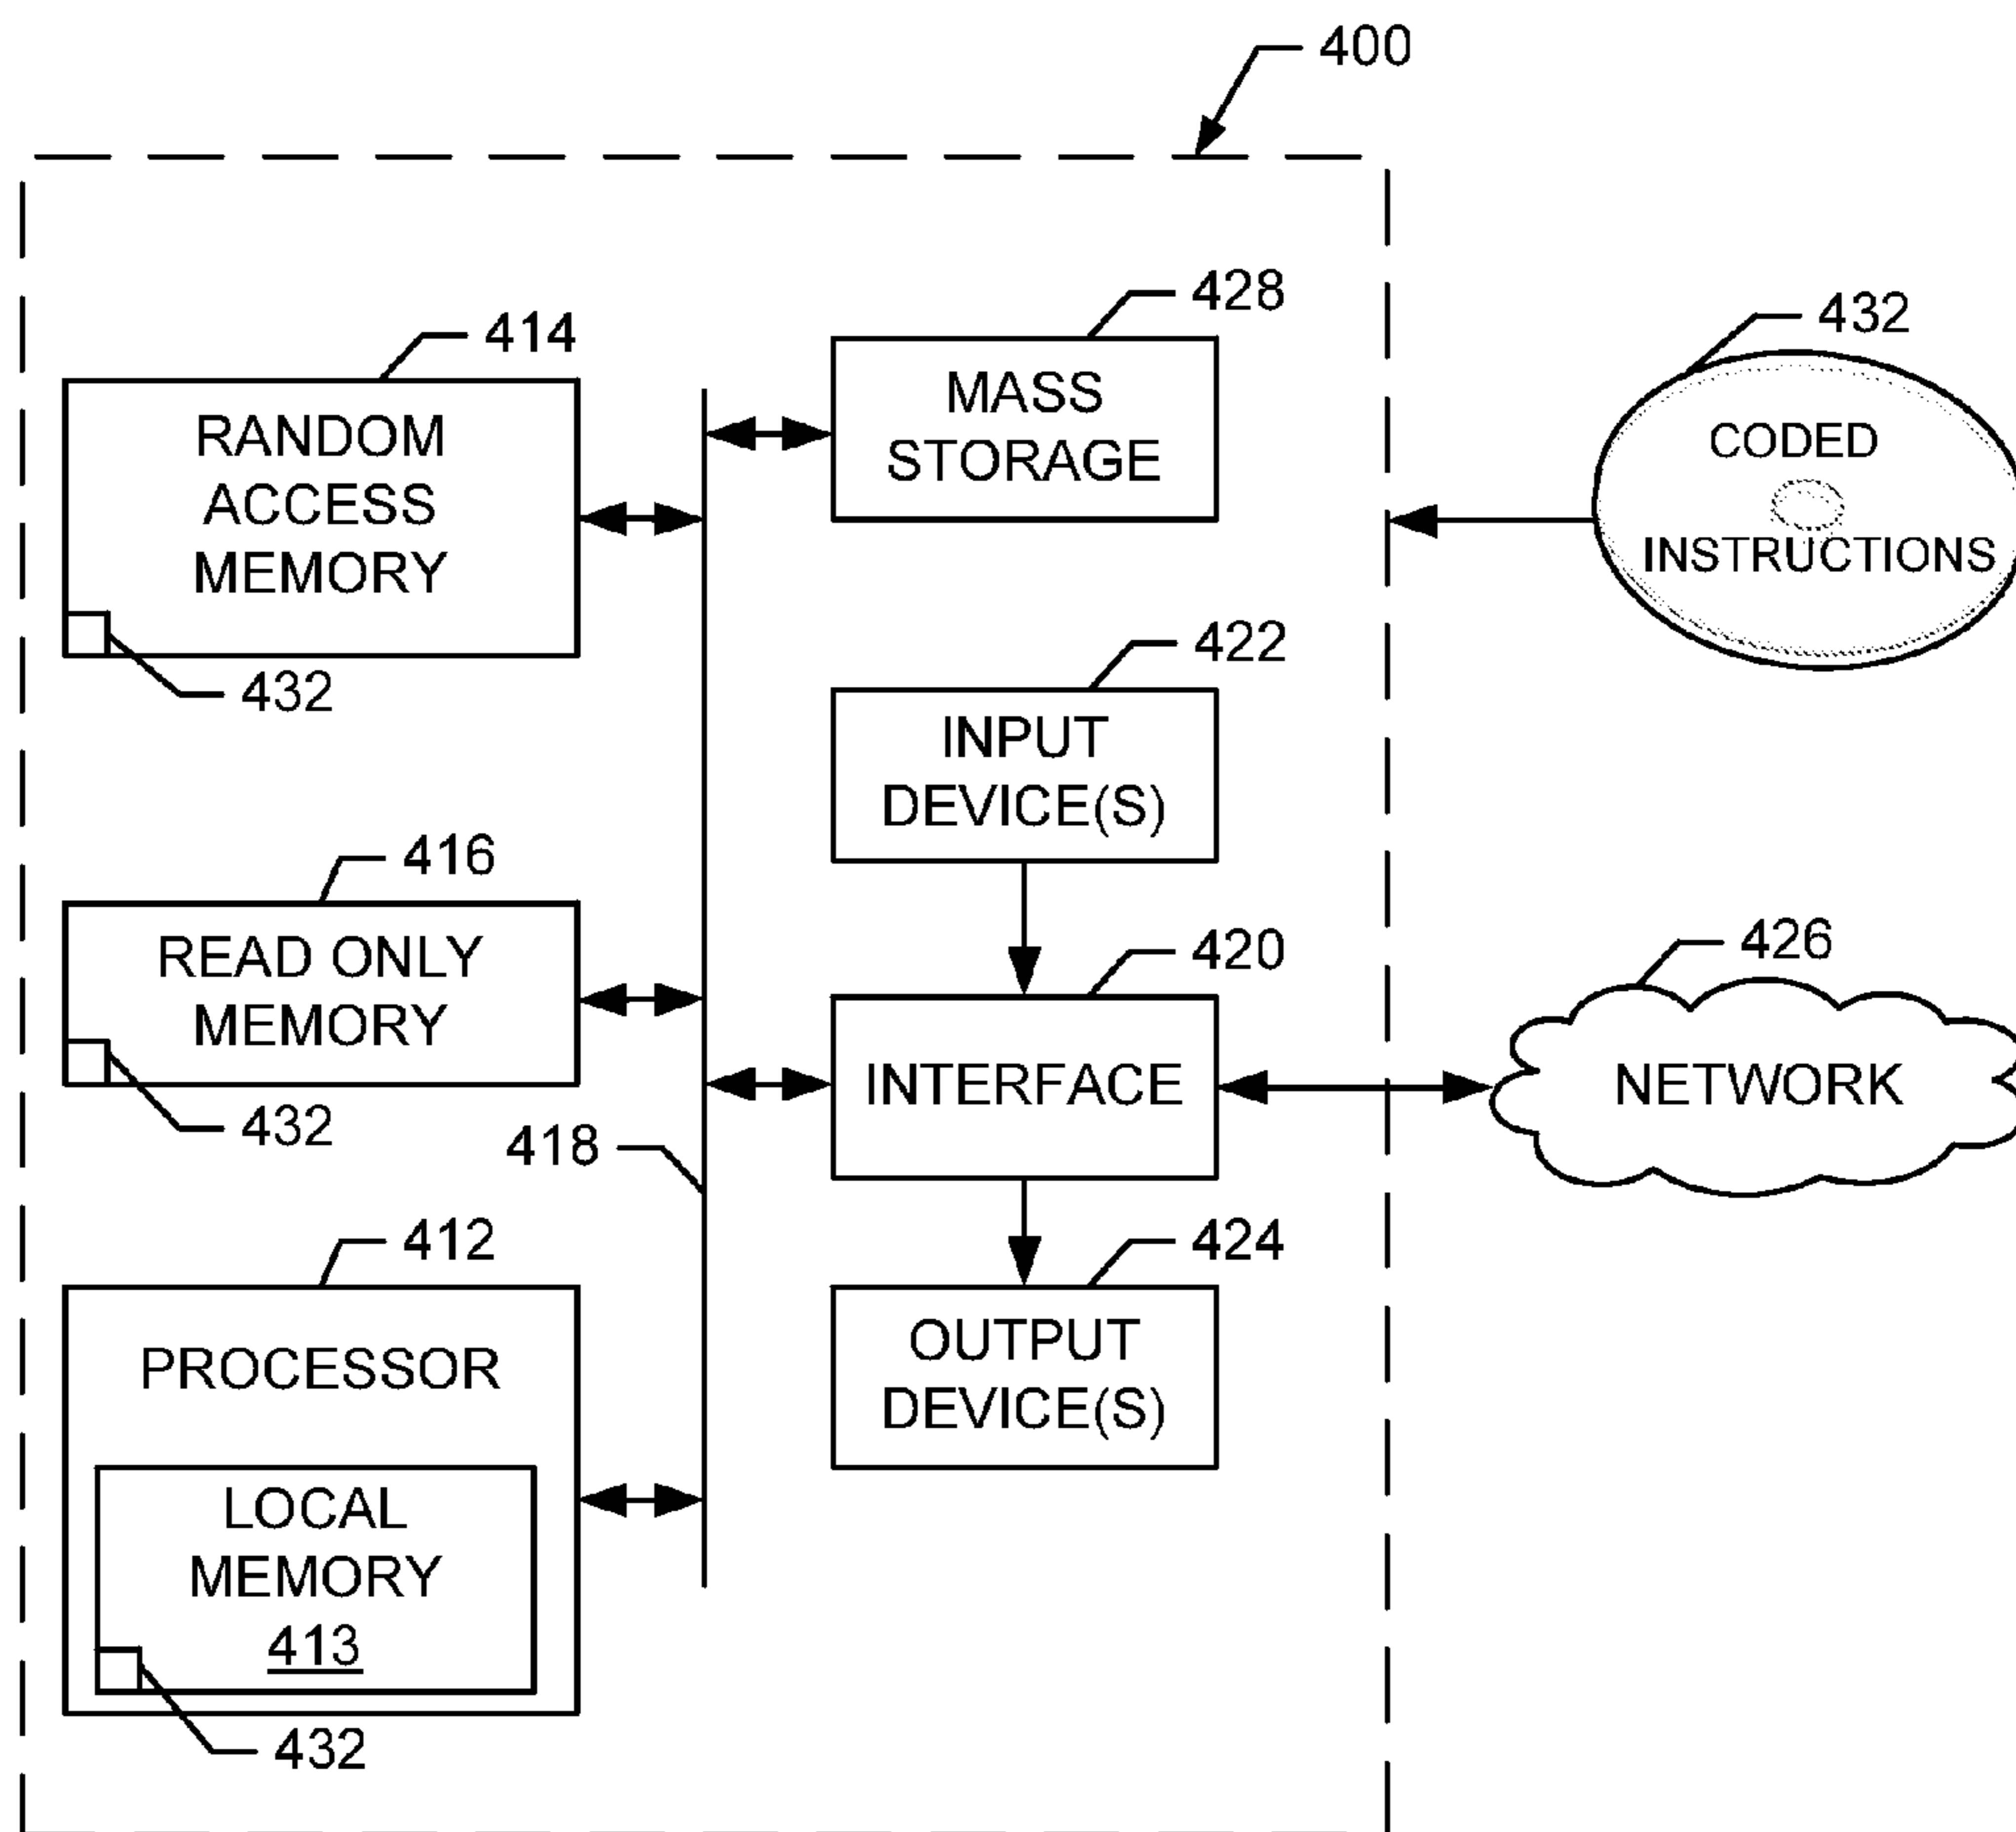 400
428
MASS
STORAGE
414
RANDOM
ACCESS
MEMORY
432
432
CODED
INSTRUCTIONS
422
INPUT
DEVICE(S)
416
READ ONLY
MEMORY
432
420
INTERFACE
426
NETWORK
418
412
PROCESSOR
LOCAL
MEMORY
413
432
424
OUTPUT
DEVICE(S)